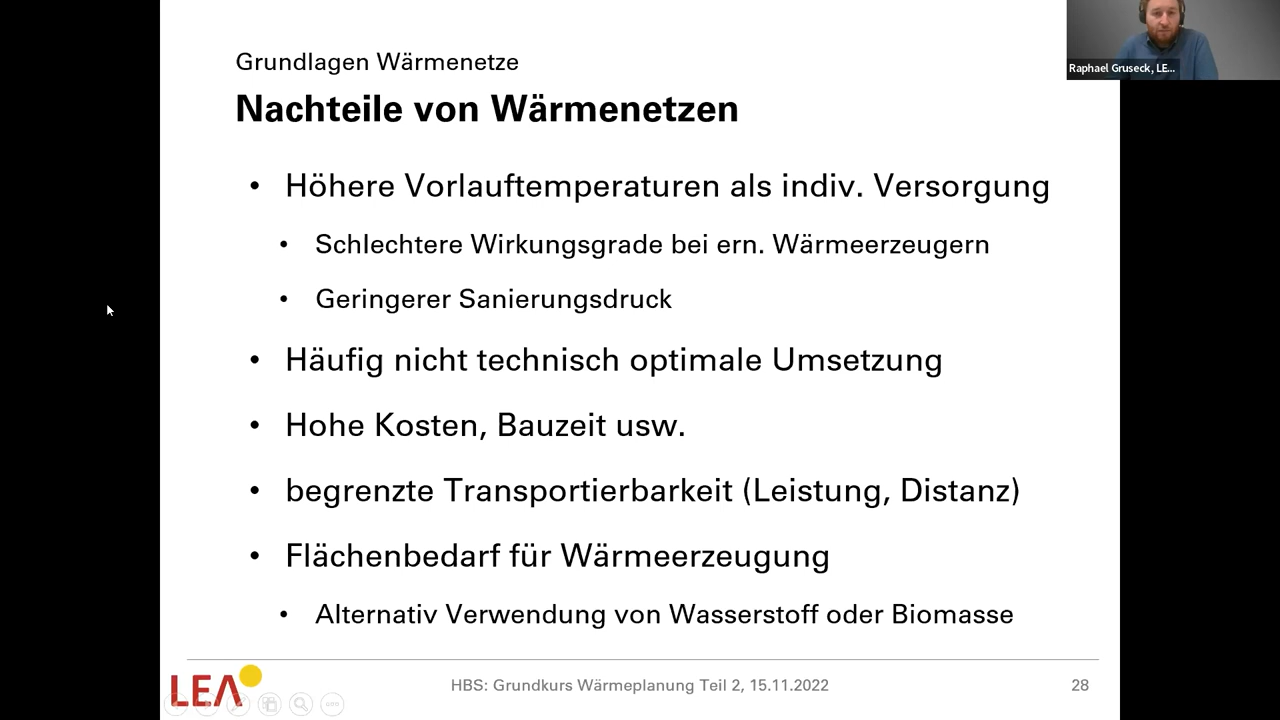 Raphael Gruseck, LE...
Grundlagen Wärmenetze
Nachteile von Wärmenetzen
• Höhere Vorlauftemperaturen als indiv. Versorgung
• Schlechtere Wirkungsgrade bei ern. Wärmeerzeugern
• Geringerer Sanierungsdruck
• Häufig nicht technisch optimale Umsetzung
• Hohe Kosten, Bauzeit usw.
• begrenzte Transportierbarkeit (Leistung, Distanz)
• Flächenbedarf für Wärmeerzeugung
• Alternativ Verwendung von Wasserstoff oder Biomasse
LEA
HBS: Grundkurs Wärmeplanung Teil 2, 15.11.2022
28